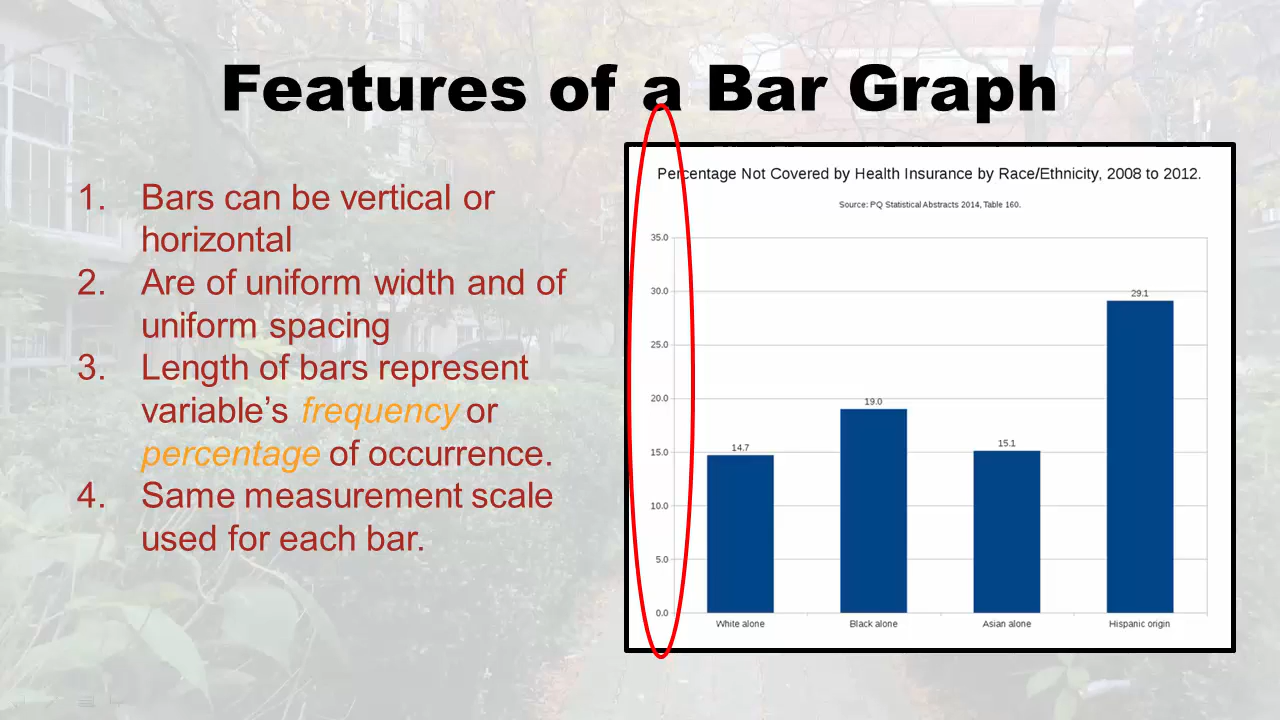 Features of a Bar Graph
1. Bars can be vertical or
horizontal
2. Are of uniform width and of
uniform spacing
3. Length of bars represent
variable's frequency or
percentage of occurrence.
4. Same measurement scale
used for each bar.
Percentage Not Covered by Health Insurance by Race/Ethnicity, 2008 to 2012.
Source: PQ Statistical Abstracts 2014, Table 160.
35.0
30.0
25.0
20.0
15.0
10.0
5.0
0.0
14.7
19.0
15.1
29.1
White alone
Black alone
Asian alone
Hispanic origin